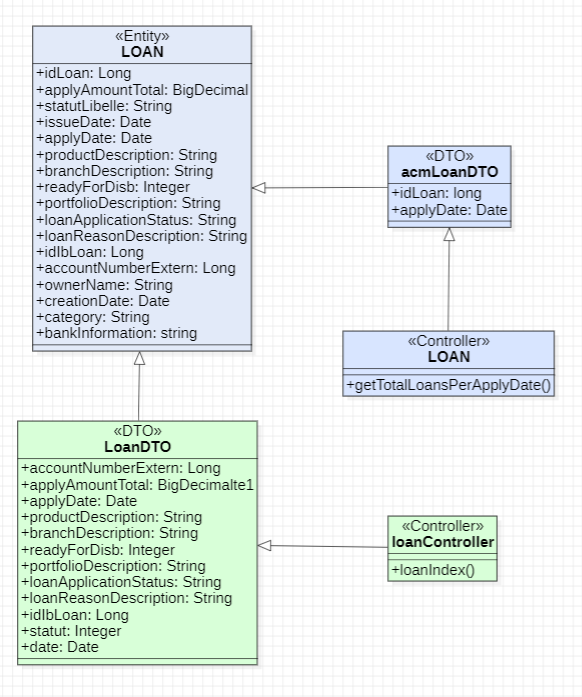 «Entity»
LOAN
+idLoan: Long
+applyAmountTotal: BigDecimal
+statutLibelle: String
+issueDate: Date
+applyDate: Date
+productDescription: String
+branchDescription: String
+readyForDisb: Integer
+portfolioDescription: String
+loanApplicationStatus: String
+loanReasonDescription: String
+idIbLoan: Long
+accountNumberExtern: Long
+ownerName: String
+creationDate: Date
+category: String
+bankInformation: string
«DTO»
acmLoanDTO
+idLoan: long
+applyDate: Date
«Controller»
LOAN
+getTotalLoansPerApplyDate()
«DTO»
LoanDTO
+accountNumberExtern: Long
+applyAmountTotal: BigDecimalte1
+applyDate: Date
+productDescription: String
+branchDescription: String
+readyForDisb: Integer
+portfolioDescription: String
+loanApplicationStatus: String
+loanReasonDescription: String
+idIbLoan: Long
+statut: Integer
+date: Date
«Controller»
loanController
+loanIndex()